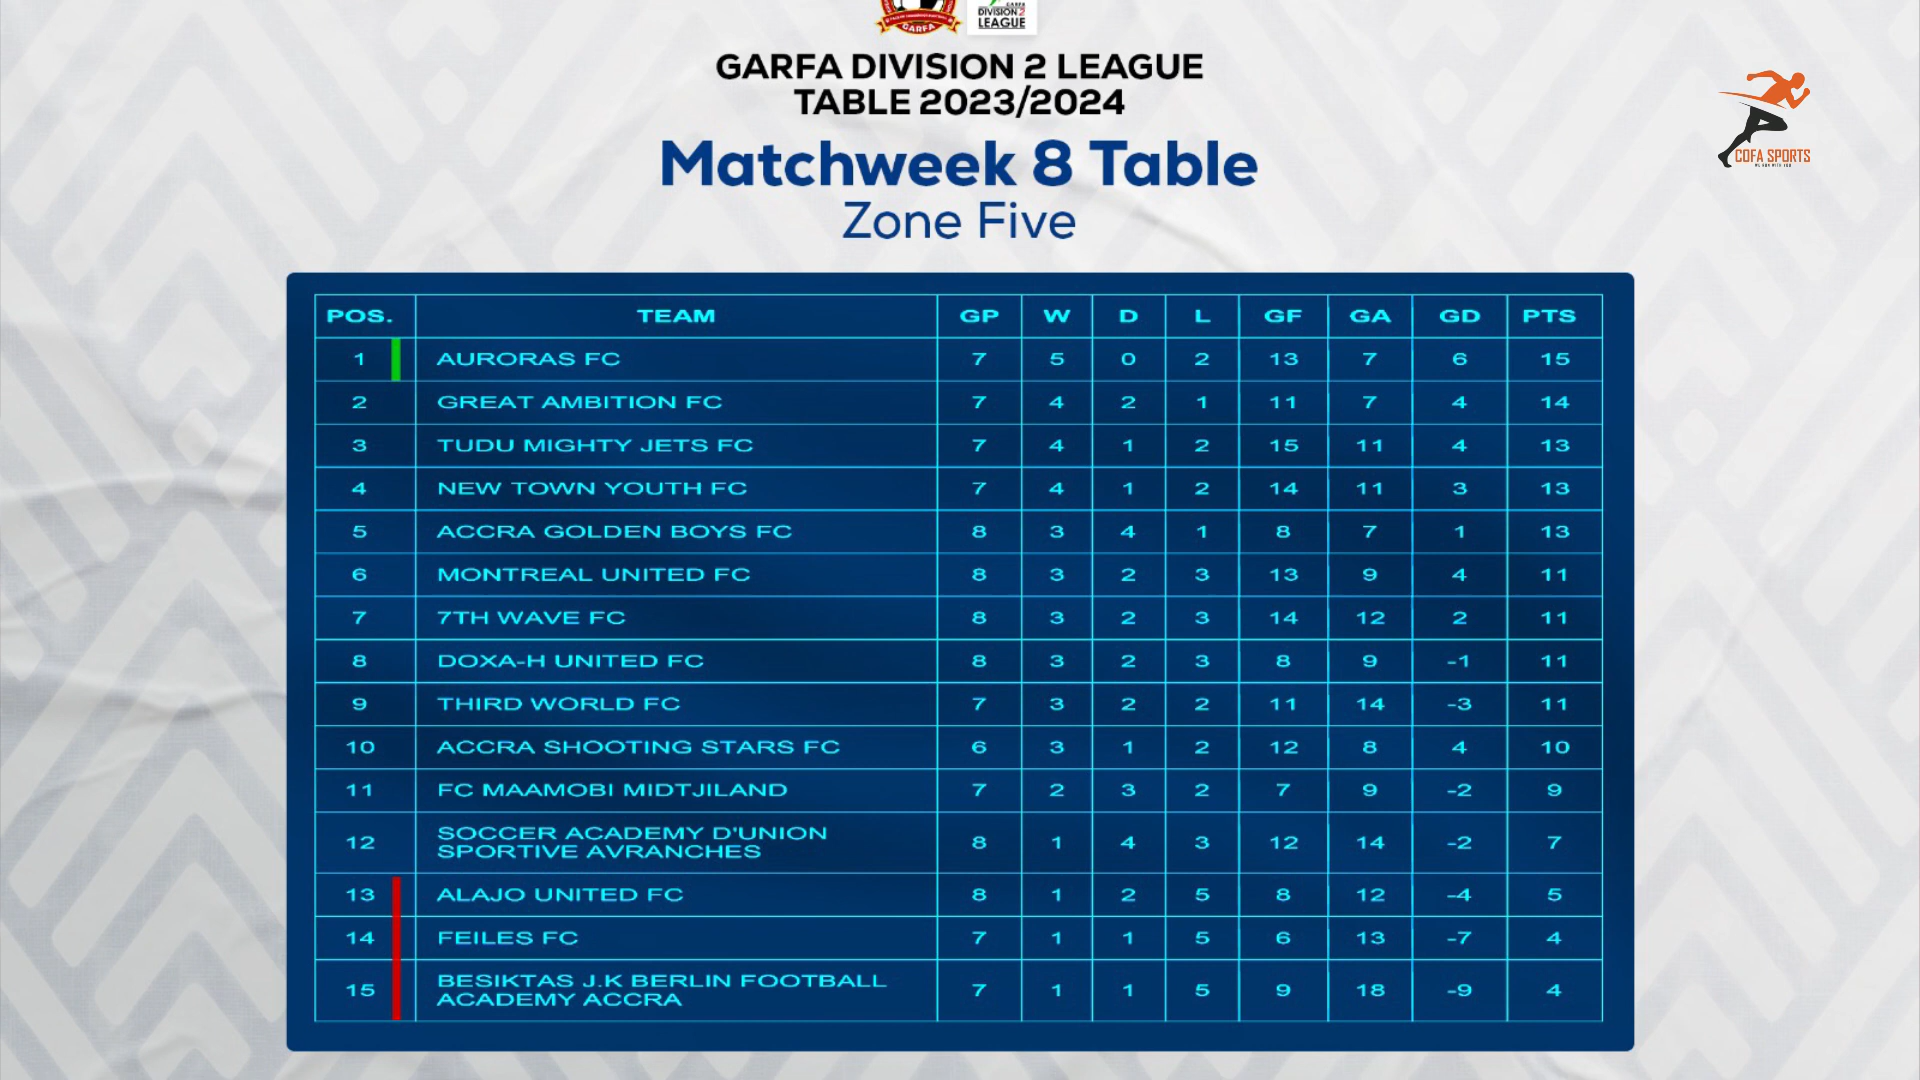 GARFA
GARFA
DIVISION 2
LEAGUE
GARFA DIVISION 2 LEAGUE
TABLE 2023/2024
Matchweek 8 Table
Zone Five
COFA SPORTS
POS. TEAM GP W D L GF GA GD PTS
1 AURORAS FC 7 5 0 2 13 7 6 15
2 GREAT AMBITION FC 7 4 2 1 11 7 4 14
3 TUDU MIGHTY JETS FC 7 4 1 2 15 11 4 13
4 NEW TOWN YOUTH FC 7 4 1 2 14 11 3 13
5 ACCRA GOLDEN BOYS FC 8 3 4 1 8 7 1 13
6 MONTREAL UNITED FC 8 3 2 3 13 9 4 11
7 7TH WAVE FC 8 3 2 3 14 12 2 11
8 DOXA-H UNITED FC 8 3 2 3 8 9 -1 11
9 THIRD WORLD FC 7 3 2 2 11 14 -3 11
10 ACCRA SHOOTING STARS FC 6 3 1 2 12 8 4 10
11 FC MAAMOBI MIDTJILAND 7 2 3 2 7 9 -2 9
12 SOCCER ACADEMY D'UNION
SPORTIVE AVRANCHES 8 1 4 3 12 14 -2 7
13 ALAJO UNITED FC 8 1 2 5 8 12 -4 5
14 FEILES FC 7 1 1 5 6 13 -7 4
15 BESIKTAS J.K BERLIN FOOTBALL
ACADEMY ACCRA 7 1 1 5 9 18 -9 4